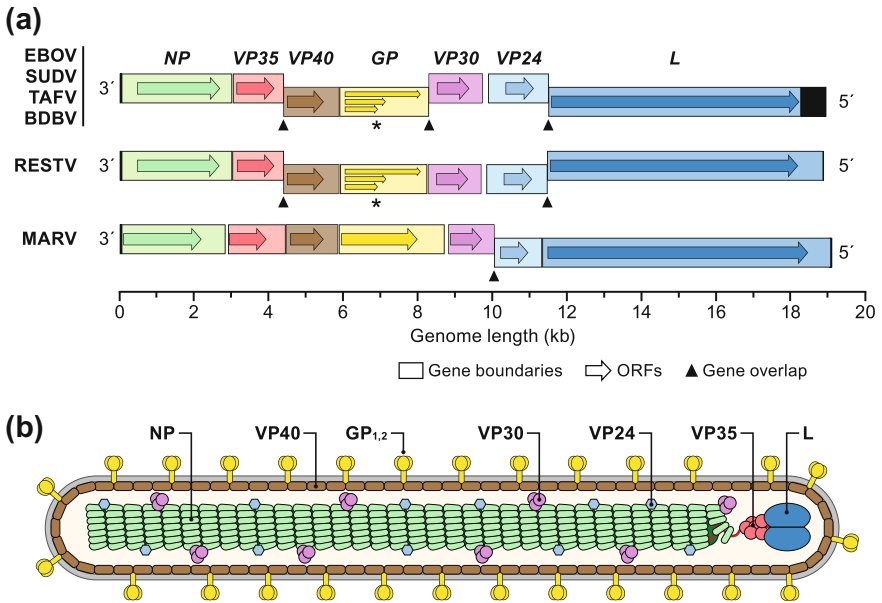 (a)
NP VP35 VP40 GP VP30 VP24 L
EBOV
SUDV
TAFV
BDBV
3´ 5´
*
RESTV 3´ 5´
*
MARV 3´ 5´
0 2 4 6 8 10 12 14 16 18 20
Genome length (kb)
Gene boundaries ORFs Gene overlap
(b)
NP VP40 GP1,2 VP30 VP24 VP35 L